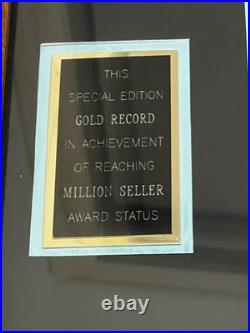 THIS
SPECIAL EDITION
GOLD RECORD
IN ACHIEVEMENT
OF REACHING
MILLION SELLER
AWARD STATUS